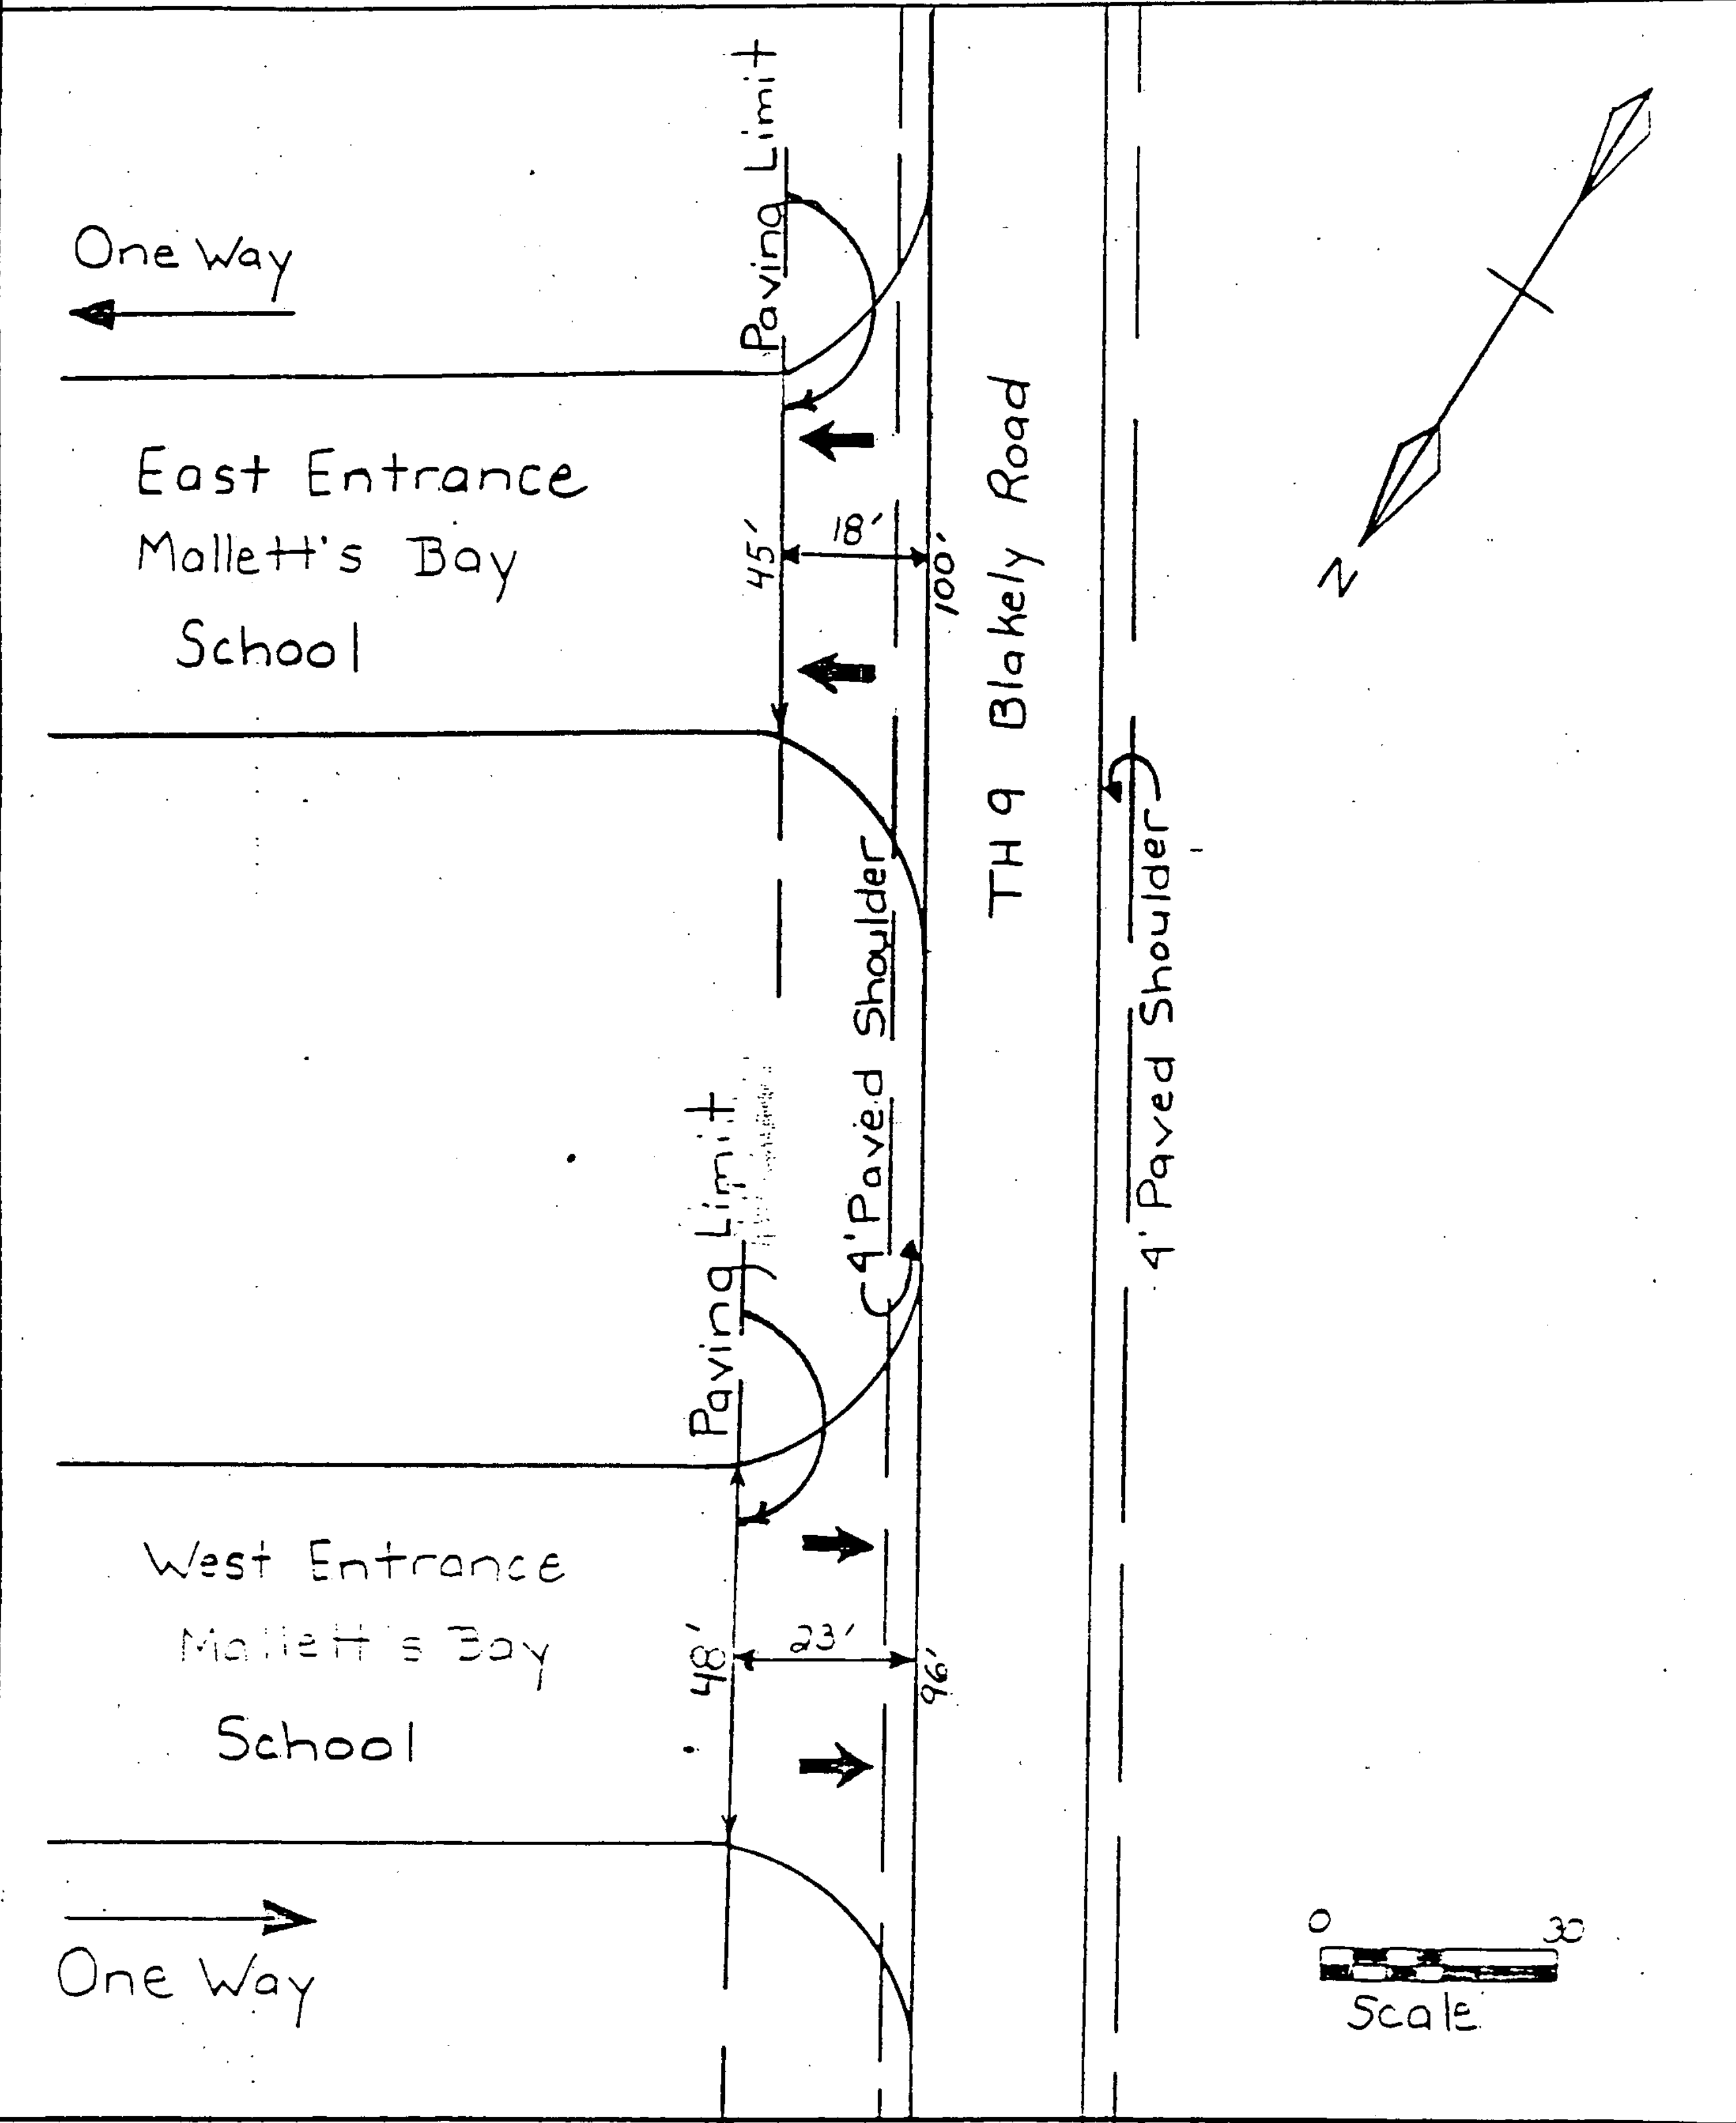 Paving Limit
One Way
East Entrance
Mallett's Bay
School
45'
18'
100'
TH 9 Blakely Road
N
4' Paved Shoulder
4' Paved Shoulder
Paving Limit
West Entrance
Mallett's Bay
School
48'
23'
96'
One Way
0 30
Scale